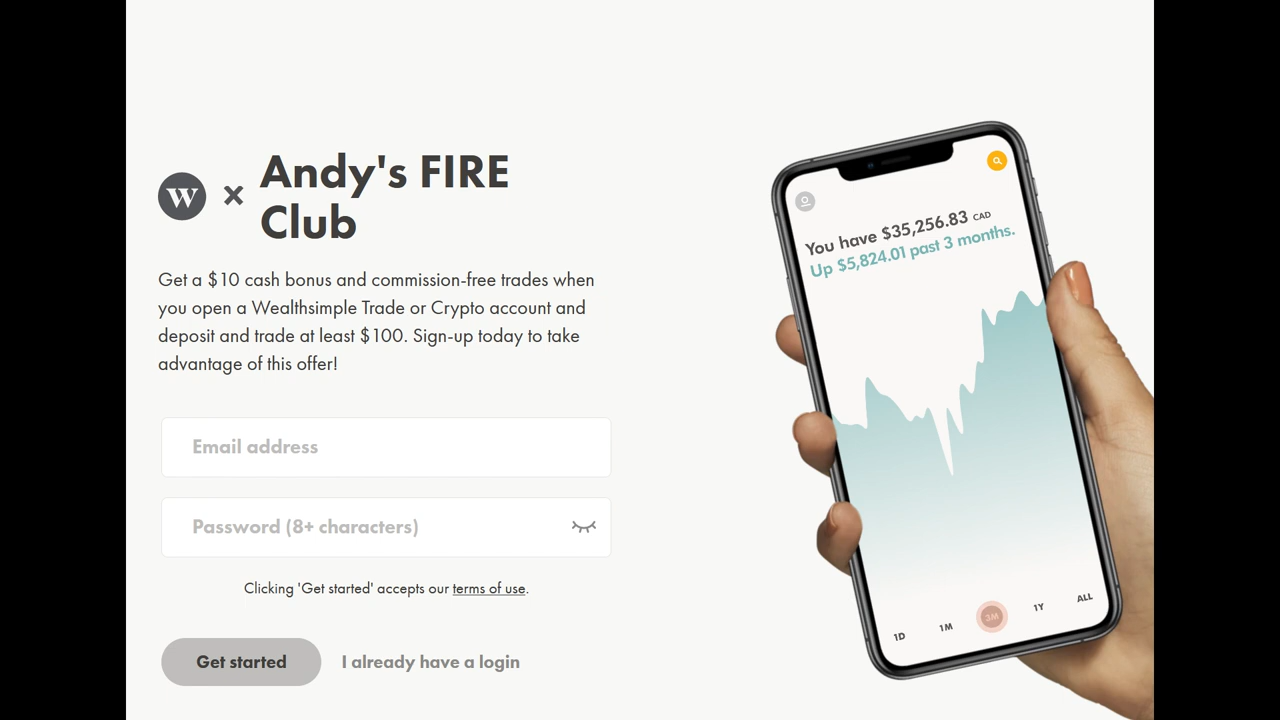 W × Andy's FIRE
Club
Get a $10 cash bonus and commission-free trades when
you open a Wealthsimple Trade or Crypto account and
deposit and trade at least $100. Sign-up today to take
advantage of this offer!
Email address
Password (8+ characters)
Clicking 'Get started' accepts our terms of use.
Get started
I already have a login
You have $35,256.83 CAD
Up $5,824.01 past 3 months.
1D 1M 3M 1Y ALL